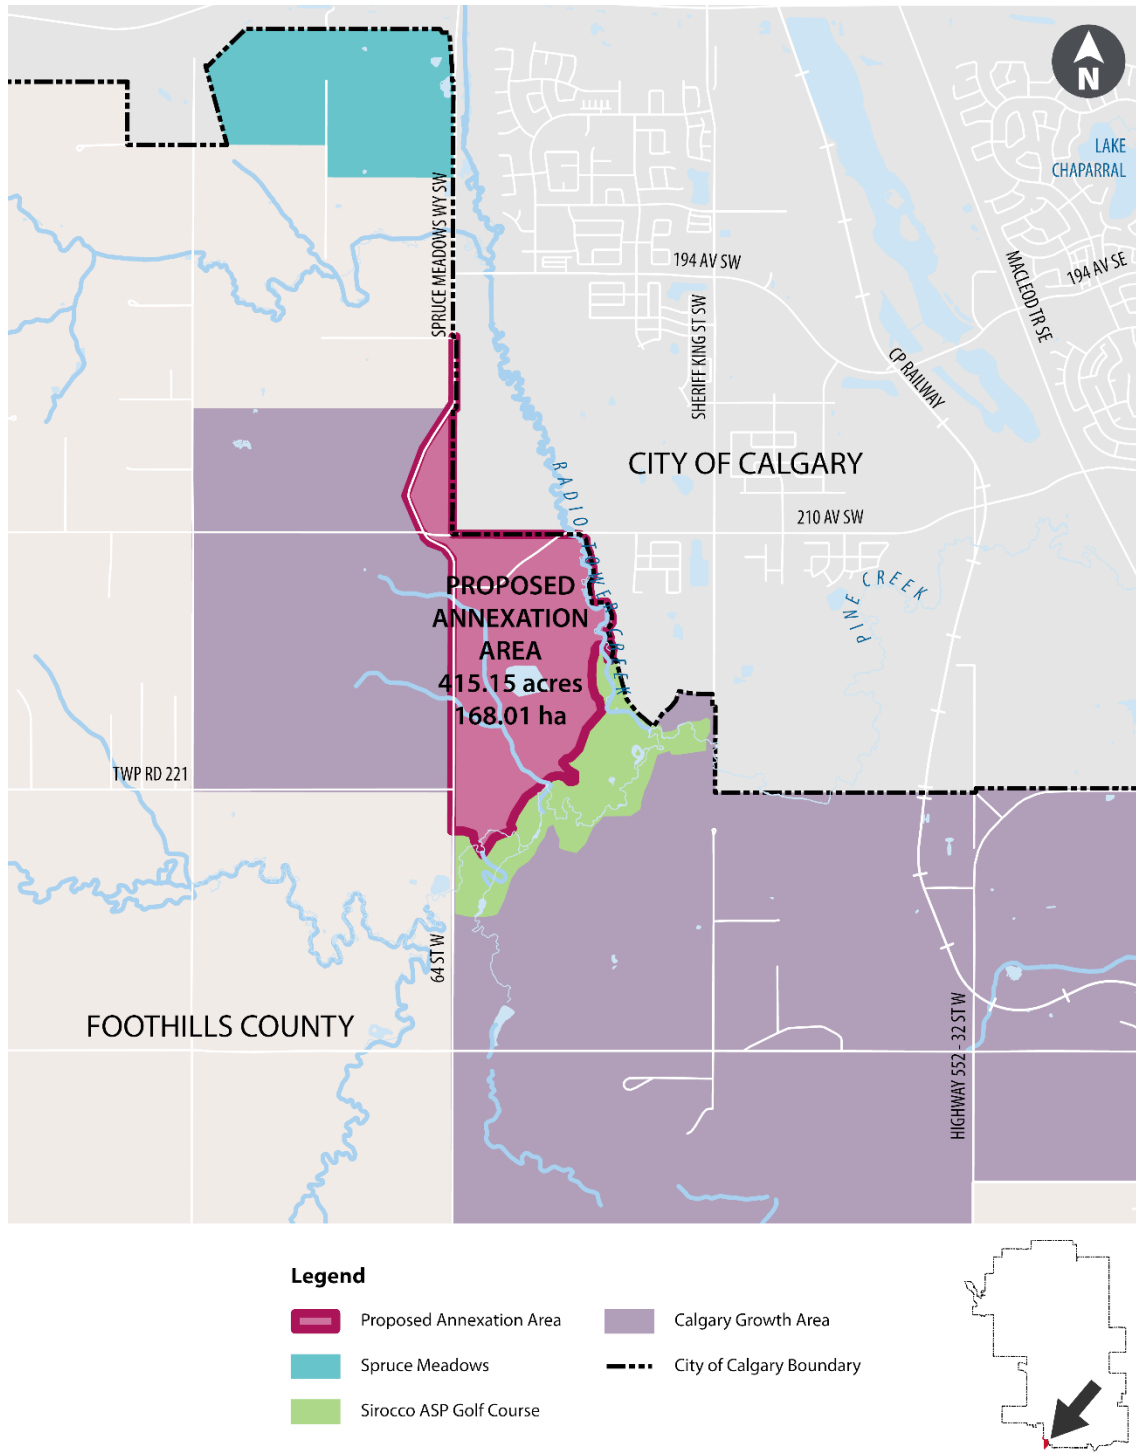 N
LAKE
CHAPARRAL
SPRUCE MEADOWS WY SW
194 AV SW
194 AV SE
MACLEOD TR SE
SHERIFF KING ST SW
CP RAILWAY
CITY OF CALGARY
RADIO TOWER CREEK
210 AV SW
PINE CREEK
PROPOSED
ANNEXATION
AREA
415.15 acres
168.01 ha
TWP RD 221
64 ST W
FOOTHILLS COUNTY
HIGHWAY 552 - 32 ST W
Legend
Proposed Annexation Area
Spruce Meadows
Sirocco ASP Golf Course
Calgary Growth Area
City of Calgary Boundary